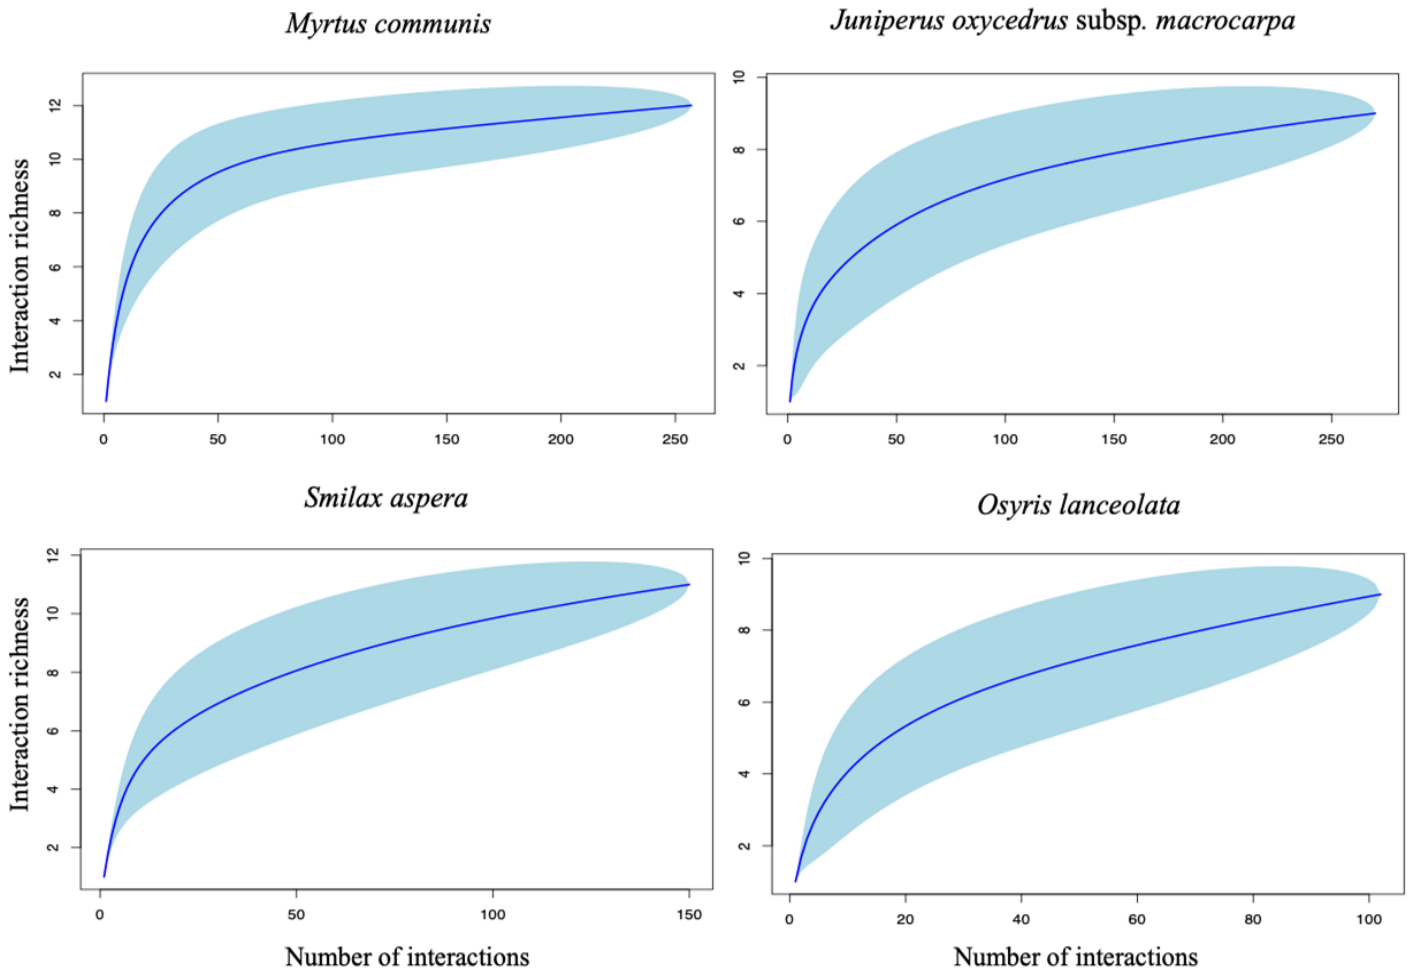 Myrtus communis
Juniperus oxycedrus subsp. macrocarpa
Interaction richness
2 4 6 8 10 12
0 50 100 150 200 250
2 4 6 8 10
0 50 100 150 200 250
Smilax aspera
Osyris lanceolata
Interaction richness
2 4 6 8 10 12
0 50 100 150
2 4 6 8 10
0 20 40 60 80 100
Number of interactions
Number of interactions